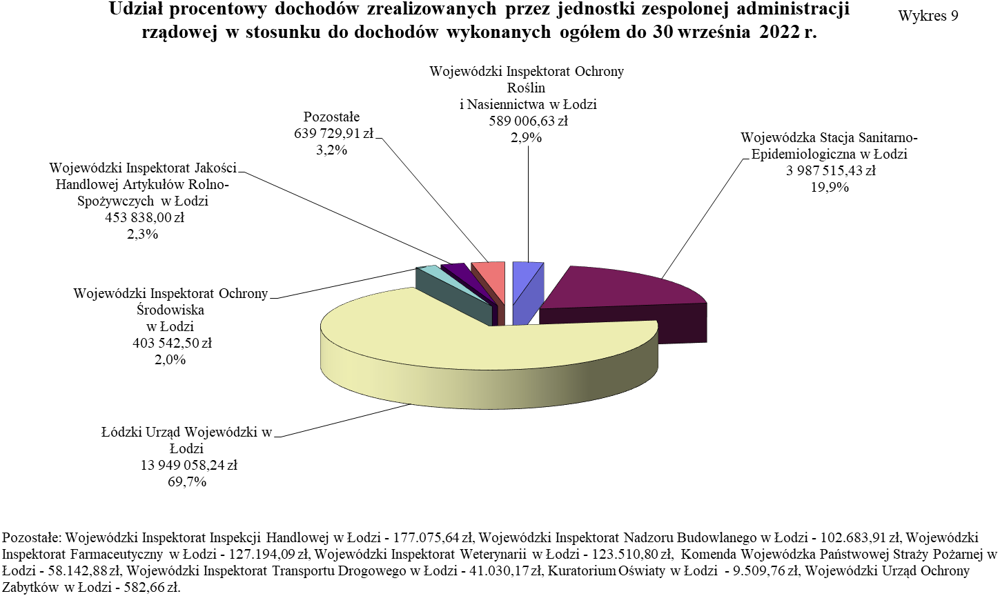 Udział procentowy dochodów zrealizowanych przez jednostki zespolonej administracji
rządowej w stosunku do dochodów wykonanych ogółem do 30 września 2022 r.
Wykres 9
Wojewódzki Inspektorat Ochrony
Roślin
i Nasiennictwa w Łodzi
589 006,63 zł
2,9%
Pozostałe
639 729,91 zł
3,2%
Wojewódzka Stacja Sanitarno-
Epidemiologiczna w Łodzi
3 987 515,43 zł
19,9%
Wojewódzki Inspektorat Jakości
Handlowej Artykułów Rolno-
Spożywczych w Łodzi
453 838,00 zł
2,3%
Wojewódzki Inspektorat Ochrony
Środowiska
w Łodzi
403 542,50 zł
2,0%
Łódzki Urząd Wojewódzki w
Łodzi
13 949 058,24 zł
69,7%
Pozostałe: Wojewódzki Inspektorat Inspekcji Handlowej w Łodzi - 177.075,64 zł, Wojewódzki Inspektorat Nadzoru Budowlanego w Łodzi - 102.683,91 zł, Wojewódzki
Inspektorat Farmaceutyczny w Łodzi - 127.194,09 zł, Wojewódzki Inspektorat Weterynarii w Łodzi - 123.510,80 zł, Komenda Wojewódzka Państwowej Straży Pożarnej w
Łodzi - 58.142,88 zł, Wojewódzki Inspektorat Transportu Drogowego w Łodzi - 41.030,17 zł, Kuratorium Oświaty w Łodzi - 9.509,76 zł, Wojewódzki Urząd Ochrony
Zabytków w Łodzi - 582,66 zł.